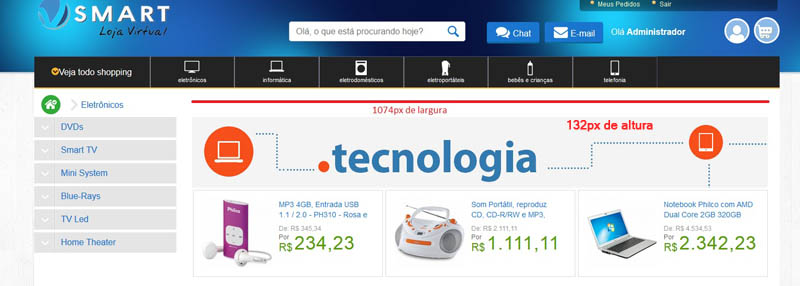 Meus Pedidos
Sair
SMART
Loja Virtual
Olá, o que está procurando hoje?
Chat
E-mail
Olá Administrador
Veja todo shopping
eletrônicos
informática
eletrodomésticos
eletroportáteis
bebês e crianças
telefonia
Eletrônicos
1074px de largura
DVDs
Smart TV
Mini System
Blue-Rays
TV Led
Home Theater
132px de altura
.tecnologia
Philco
MP3 4GB, Entrada USB
1.1 / 2.0 - PH310 - Rosa e
De: R$ 345,34
Por
R$ 234,23
Som Portátil, reproduz
CD, CD-R/RW e MP3,
De: R$ 2.111,11
Por
R$ 1.111,11
Notebook Philco com AMD
Dual Core 2GB 320GB
De: R$ 4.534,53
Por
R$ 2.342,23